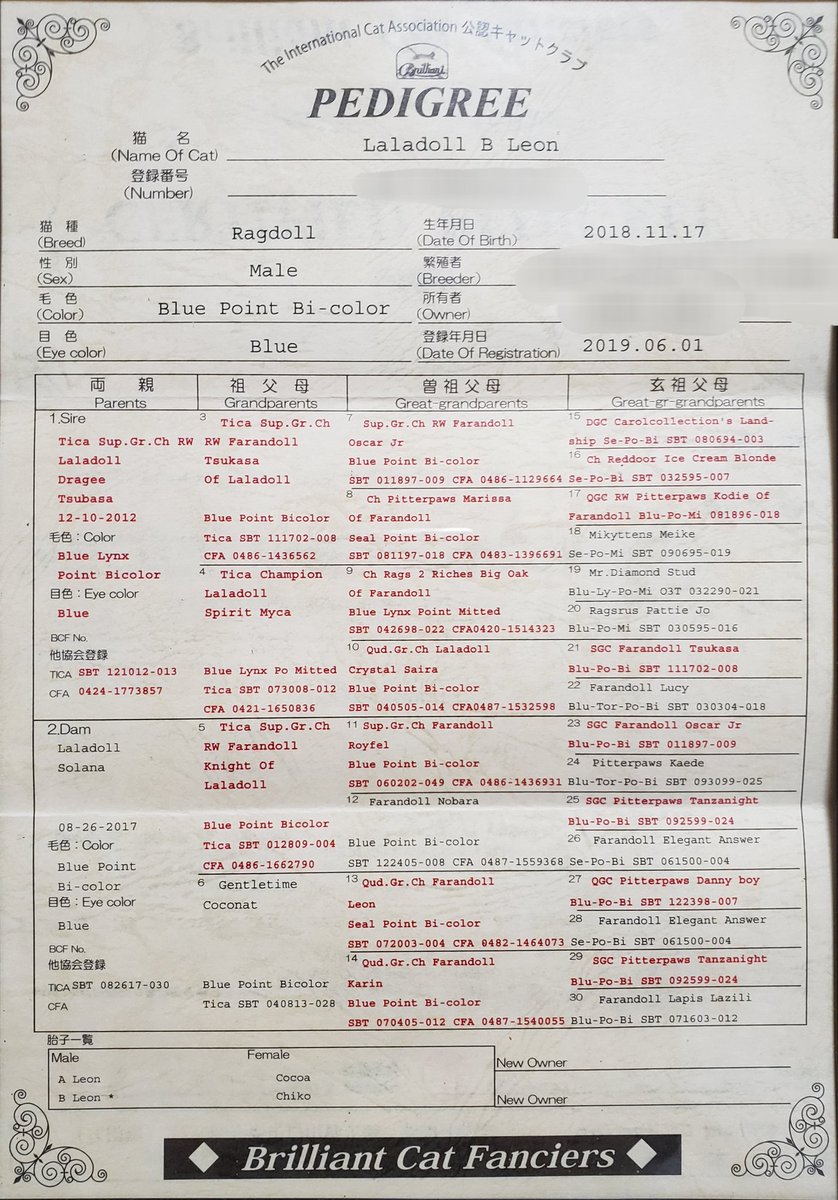 The International Cat Association 公認キャットクラブ
Brilliant
PEDIGREE
猫 名
(Name Of Cat) Laladoll B Leon
登録番号
(Number)
猫 種
(Breed) Ragdoll
生年月日
(Date Of Birth) 2018.11.17
性 別
(Sex) Male
繁殖者
(Breeder)
毛 色
(Color) Blue Point Bi-color
所有者
(Owner)
目 色
(Eye color) Blue
登録年月日
(Date Of Registration) 2019.06.01
両 親
Parents
祖 父 母
Grandparents
曽 祖 父 母
Great-grandparents
玄 祖 父 母
Great-gr-grandparents
1.Sire
Tica Sup.Gr.Ch RW
Laladoll
Dragee
Tsubasa
12-10-2012
毛色：Color
Blue Lynx
Point Bicolor
目色：Eye color
Blue
BCF No.
他協会登録
TICA SBT 121012-013
CFA 0424-1773857
2.Dam
Laladoll
Solana
08-26-2017
毛色：Color
Blue Point
Bi-color
目色：Eye color
Blue
BCF No.
他協会登録
TICA SBT 082617-030
CFA
3 Tica Sup.Gr.Ch
RW Farandoll
Tsukasa
Of Laladoll
Blue Point Bicolor
Tica SBT 111702-008
CFA 0486-1436562
4 Tica Champion
Laladoll
Spirit Myca
Blue Lynx Po Mitted
Tica SBT 073008-012
CFA 0421-1650836
5 Tica Sup.Gr.Ch
RW Farandoll
Knight Of
Laladoll
Blue Point Bicolor
Tica SBT 012809-004
CFA 0486-1662790
6 Gentletime
Coconat
Blue Point Bicolor
Tica SBT 040813-028
7 Sup.Gr.Ch RW Farandoll
Oscar Jr
Blue Point Bi-color
SBT 011897-009 CFA 0486-1129664
8 Ch Pitterpaws Marissa
Of Farandoll
Seal Point Bi-color
SBT 081197-018 CFA 0483-1396691
9 Ch Rags 2 Riches Big Oak
Of Farandoll
Blue Lynx Point Mitted
SBT 042698-022 CFA0420-1514323
10 Qud.Gr.Ch Laladoll
Crystal Saira
Blue Point Bi-color
SBT 040505-014 CFA0487-1532598
11 Sup.Gr.Ch Farandoll
Royfel
Blue Point Bi-color
SBT 060202-049 CFA 0486-1436931
12 Farandoll Nobara
Blue Point Bi-color
SBT 122405-008 CFA 0487-1559368
13 Qud.Gr.Ch Farandoll
Leon
Seal Point Bi-color
SBT 072003-004 CFA 0482-1464073
14 Qud.Gr.Ch Farandoll
Karin
Blue Point Bi-color
SBT 070405-012 CFA 0487-1540055
15 DGC Carolcollection's Land-
ship Se-Po-Bi SBT 080694-003
16 Ch Reddoor Ice Cream Blonde
Se-Po-Bi SBT 032595-007
17 QGC RW Pitterpaws Kodie Of
Farandoll Blu-Po-Mi 081896-018
18 Mikyttens Meike
Se-Po-Mi SBT 090695-019
19 Mr.Diamond Stud
Blu-Ly-Po-Mi O3T 032290-021
20 Ragsrus Pattie Jo
Blu-Po-Mi SBT 030595-016
21 SGC Farandoll Tsukasa
Blu-Po-Bi SBT 111702-008
22 Farandoll Lucy
Blu-Tor-Po-Bi SBT 030304-018
23 SGC Farandoll Oscar Jr
Blu-Po-Bi SBT 011897-009
24 Pitterpaws Kaede
Blu-Tor-Po-Bi SBT 093099-025
25 SGC Pitterpaws Tanzanight
Blu-Po-Bi SBT 092599-024
26 Farandoll Elegant Answer
Se-Po-Bi SBT 061500-004
27 QGC Pitterpaws Danny boy
Blu-Po-Bi SBT 122398-007
28 Farandoll Elegant Answer
Se-Po-Bi SBT 061500-004
29 SGC Pitterpaws Tanzanight
Blu-Po-Bi SBT 092599-024
30 Farandoll Lapis Lazili
Blu-Po-Bi SBT 071603-012
胎子一覧
Male Female
A Leon Cocoa
B Leon * Chiko
New Owner
New Owner
Brilliant Cat Fanciers